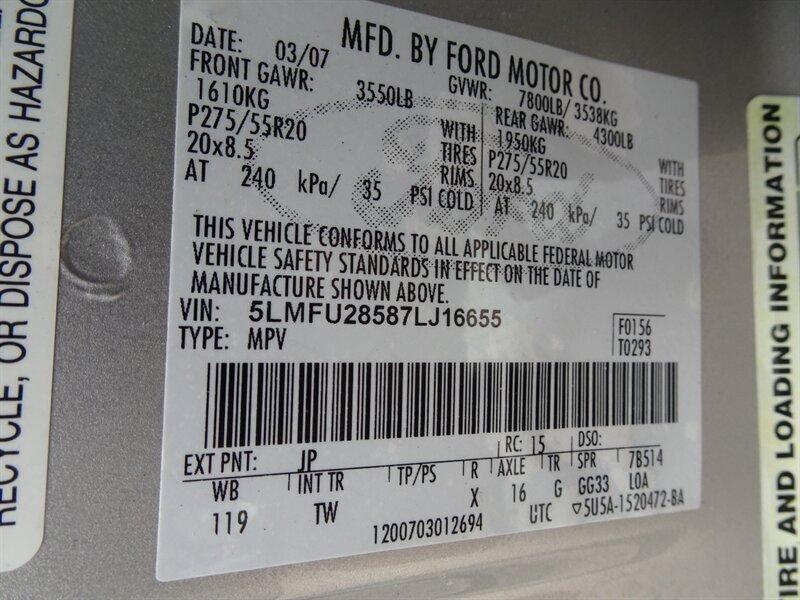 RECYCLE, OR DISPOSE AS HAZARDO
DATE: 03/07 MFD. BY FORD MOTOR CO.
FRONT GAWR: 3550LB GVWR: 7800LB/ 3538KG
1610KG REAR GAWR: 4300LB
P275/55R20 WITH 1950KG
20x8.5 TIRES P275/55R20 WITH
RIMS 20x8.5 TIRES
AT 240 kPa/ 35 PSI COLD AT 240 kPa/ 35 PSI COLD RIMS
Ford
THIS VEHICLE CONFORMS TO ALL APPLICABLE FEDERAL MOTOR
VEHICLE SAFETY STANDARDS IN EFFECT ON THE DATE OF
MANUFACTURE SHOWN ABOVE.
VIN: 5LMFU28587LJ16655
TYPE: MPV
F0156
T0293
EXT PNT: JP RC: 15 DSO:
WB INT TR TP/PS R AXLE TR SPR 7B514
119 TW X 16 G GG33 LOA
1200703012694 UTC ▽5U5A-1520472-BA
IRE AND LOADING INFORMATION